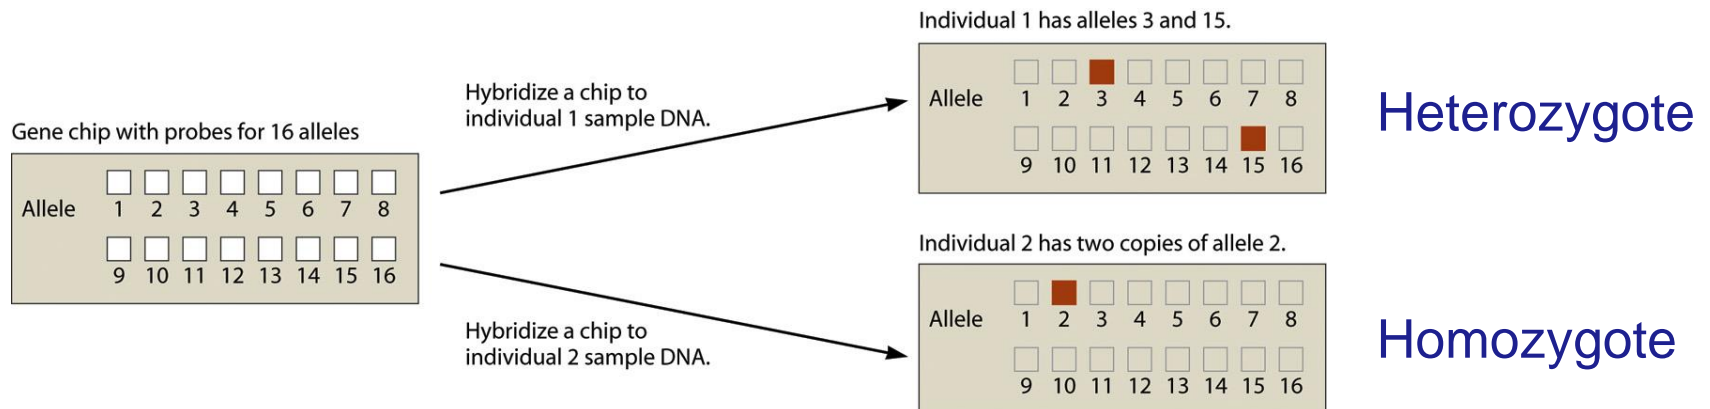 Gene chip with probes for 16 alleles
Allele
1 2 3 4 5 6 7 8
9 10 11 12 13 14 15 16
Hybridize a chip to
individual 1 sample DNA.
Hybridize a chip to
individual 2 sample DNA.
Individual 1 has alleles 3 and 15.
Allele
1 2 3 4 5 6 7 8
9 10 11 12 13 14 15 16
Heterozygote
Individual 2 has two copies of allele 2.
Allele
1 2 3 4 5 6 7 8
9 10 11 12 13 14 15 16
Homozygote